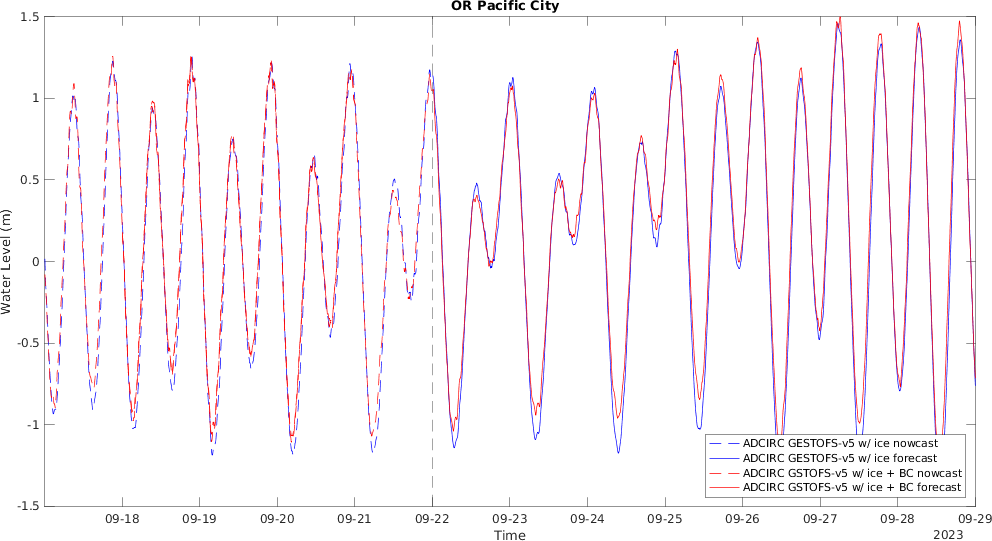 OR Pacific City
1.5
1
0.5
0
-0.5
-1
-1.5
Water Level (m)
ADCIRC GESTOFS-v5 w/ ice nowcast
ADCIRC GESTOFS-v5 w/ ice forecast
ADCIRC GSTOFS-v5 w/ ice + BC nowcast
ADCIRC GSTOFS-v5 w/ ice + BC forecast
09-18 09-19 09-20 09-21 09-22 09-23 09-24 09-25 09-26 09-27 09-28 09-29
Time
2023